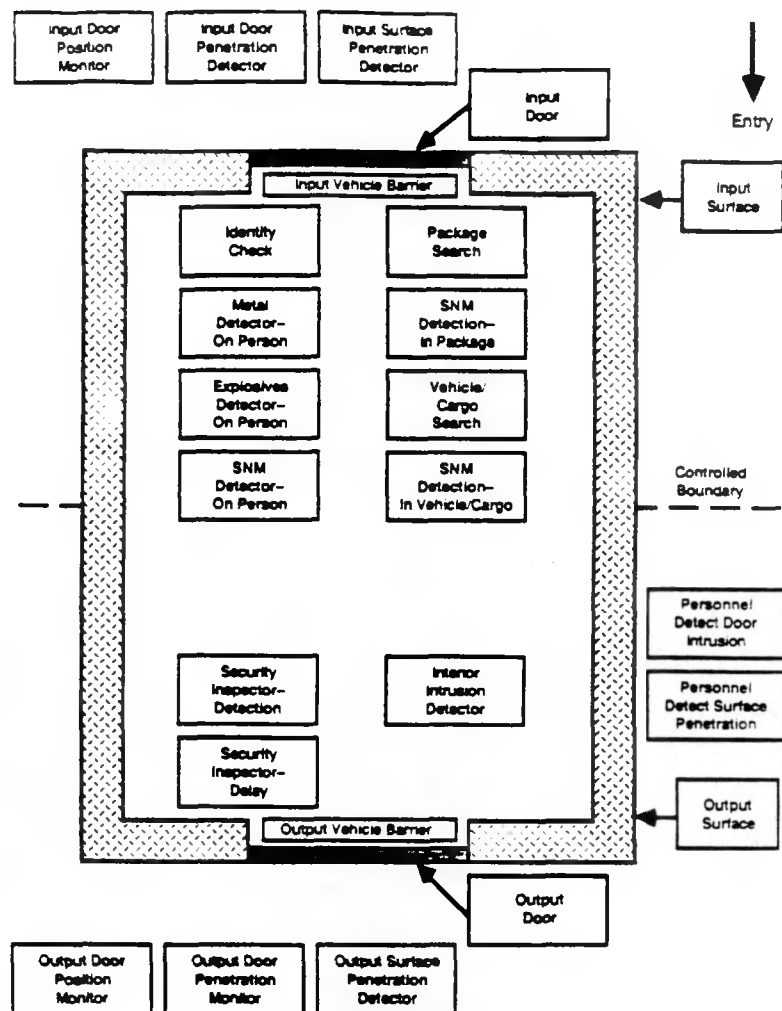 Input Door
Position
Monitor
Input Door
Penetration
Detector
Input Surface
Penetration
Detector
Input
Door
Entry
Input Vehicle Barrier
Input
Surface
Identity
Check
Package
Search
Metal
Detector–
On Person
SNM
Detection–
In Package
Explosives
Detector–
On Person
Vehicle/
Cargo
Search
SNM
Detector–
On Person
SNM
Detection–
In Vehicle/Cargo
Controlled
Boundary
Personnel
Detect Door
Intrusion
Security
Inspector–
Detection
Interior
Intrusion
Detector
Personnel
Detect Surface
Penetration
Security
Inspector–
Delay
Output
Surface
Output Vehicle Barrier
Output
Door
Output Door
Position
Monitor
Output Door
Penetration
Monitor
Output Surface
Penetration
Detector